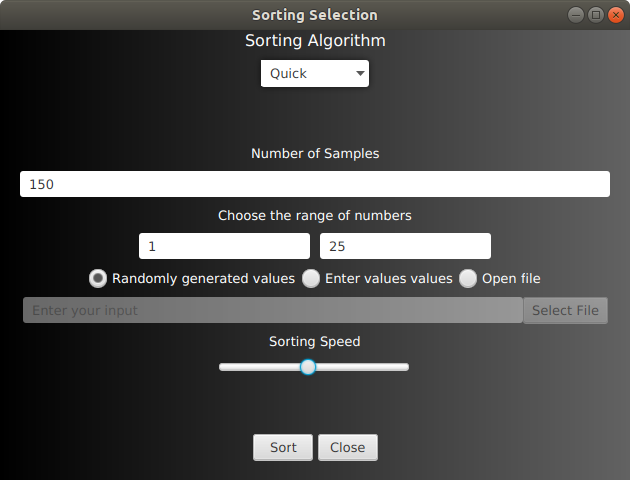 Sorting Selection
Sorting Algorithm
Quick
Number of Samples
150
Choose the range of numbers
1 25
Randomly generated values Enter values values Open file
Enter your input Select File
Sorting Speed
Sort Close